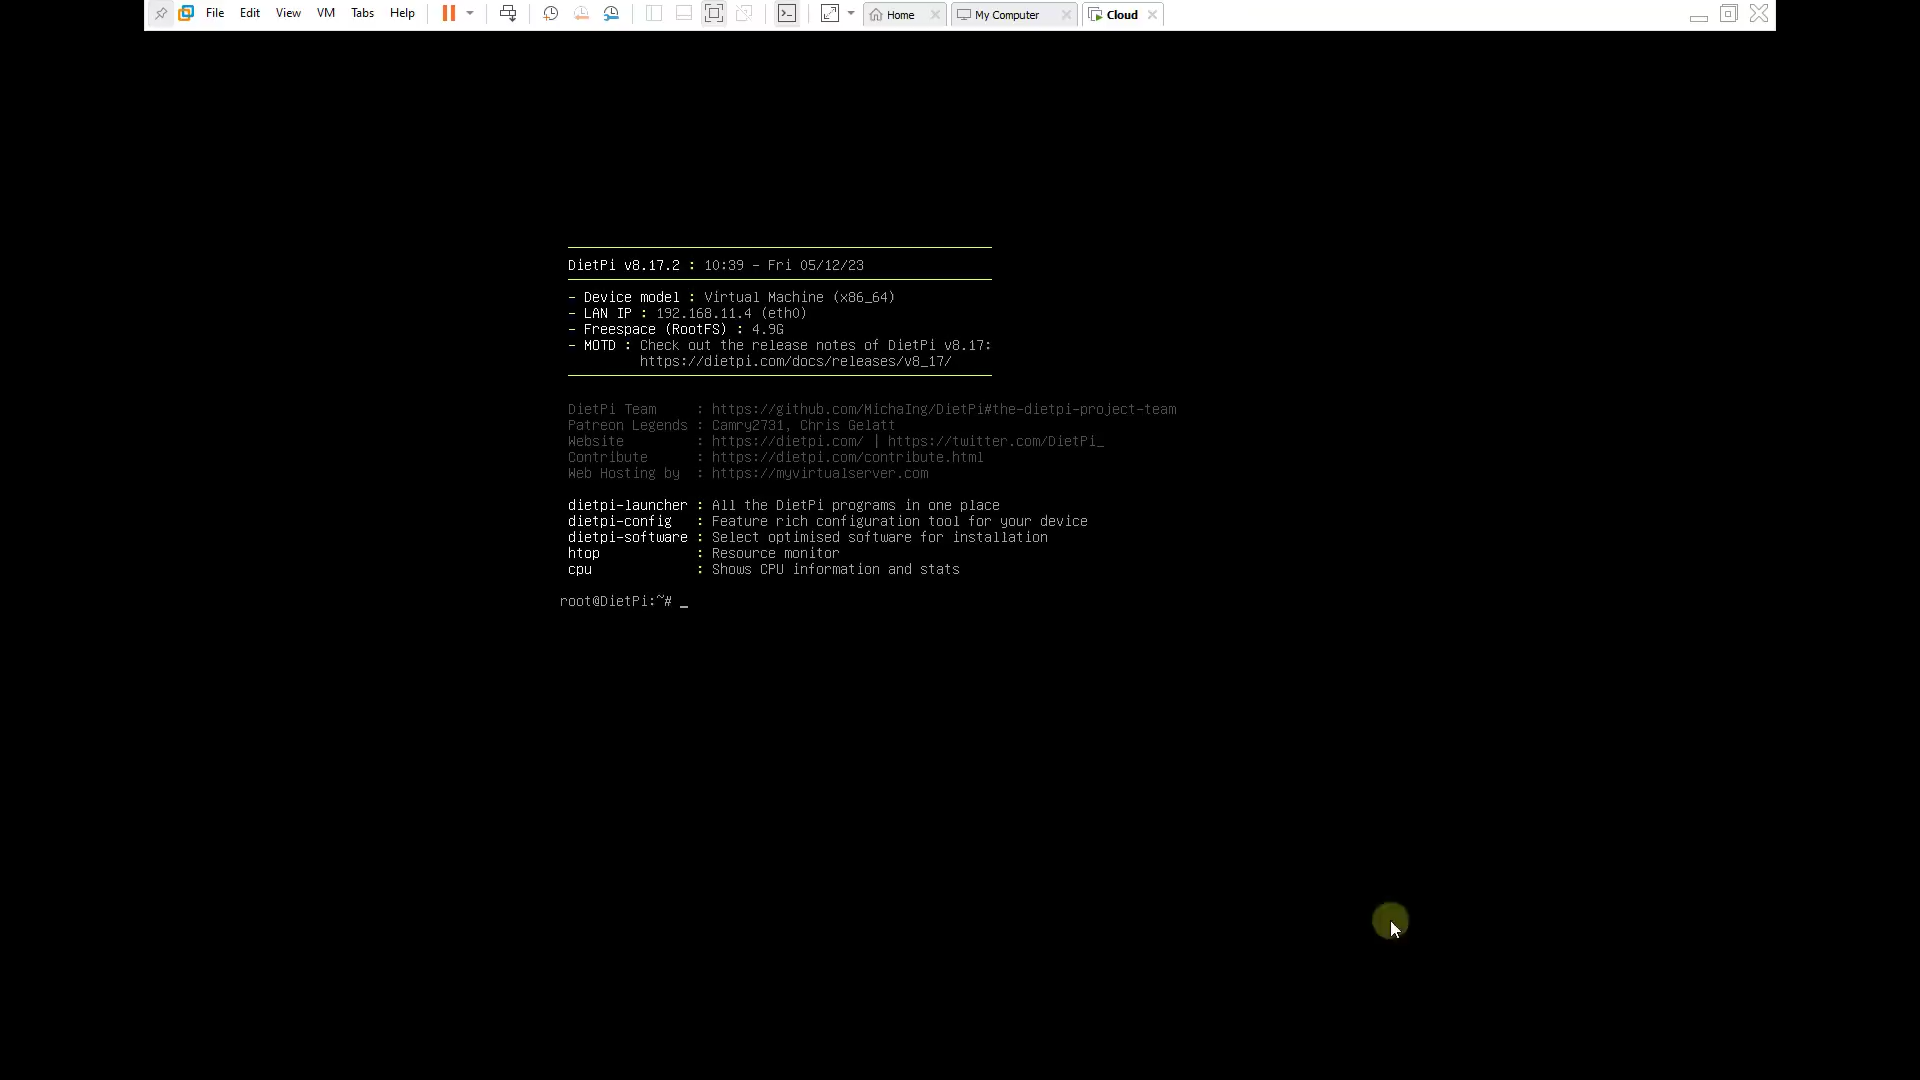 File Edit View VM Tabs Help Home My Computer Cloud
DietPi v8.17.2 : 10:39 - Fri 05/12/23
- Device model : Virtual Machine (x86_64)
- LAN IP : 192.168.11.4 (eth0)
- Freespace (RootFS) : 4.9G
- MOTD : Check out the release notes of DietPi v8.17:
https://dietpi.com/docs/releases/v8_17/
DietPi Team : https://github.com/MichaIng/DietPi#the-dietpi-project-team
Patreon Legends : Camry2731, Chris Gelatt
Website : https://dietpi.com/ | https://twitter.com/DietPi_
Contribute : https://dietpi.com/contribute.html
Web Hosting by : https://myvirtualserver.com
dietpi-launcher : All the DietPi programs in one place
dietpi-config : Feature rich configuration tool for your device
dietpi-software : Select optimised software for installation
htop : Resource monitor
cpu : Shows CPU information and stats
root@DietPi:~# _